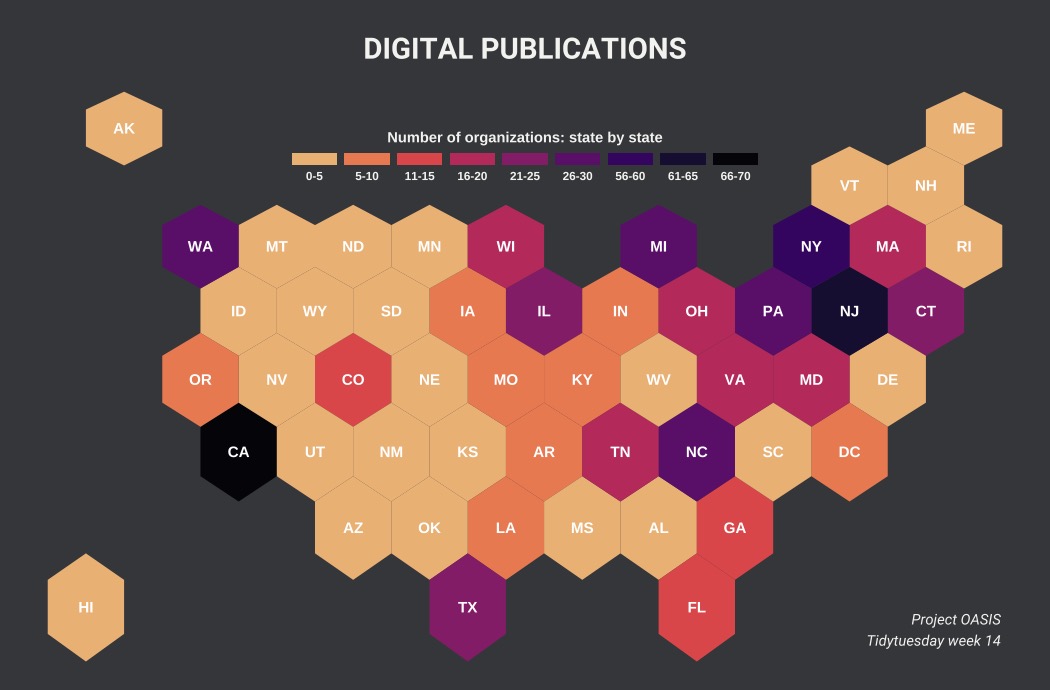 DIGITAL PUBLICATIONS
AK
ME
Number of organizations: state by state
0-5 5-10 11-15 16-20 21-25 26-30 56-60 61-65 66-70
VT NH
WA MT ND MN WI MI NY MA RI
ID WY SD IA IL IN OH PA NJ CT
OR NV CO NE MO KY WV VA MD DE
CA UT NM KS AR TN NC SC DC
AZ OK LA MS AL GA
HI TX FL
Project OASIS
Tidytuesday week 14